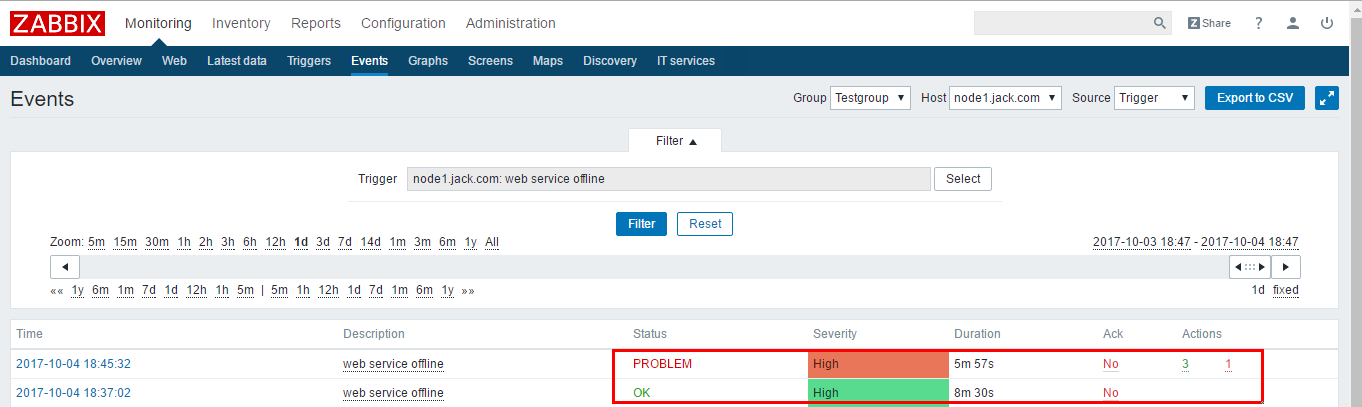 ZABBIX Monitoring Inventory Reports Configuration Administration Z Share ?
Dashboard Overview Web Latest data Triggers Events Graphs Screens Maps Discovery IT services
Events Group Testgroup Host node1.jack.com Source Trigger Export to CSV
Filter
Trigger node1.jack.com: web service offline Select
Filter Reset
Zoom: 5m 15m 30m 1h 2h 3h 6h 12h 1d 3d 7d 14d 1m 3m 6m 1y All 2017-10-03 18:47 - 2017-10-04 18:47
«« 1y 6m 1m 7d 1d 12h 1h 5m | 5m 1h 12h 1d 7d 1m 6m 1y »» 1d fixed
Time Description Status Severity Duration Ack Actions
2017-10-04 18:45:32 web service offline PROBLEM High 5m 57s No 3 1
2017-10-04 18:37:02 web service offline OK High 8m 30s No